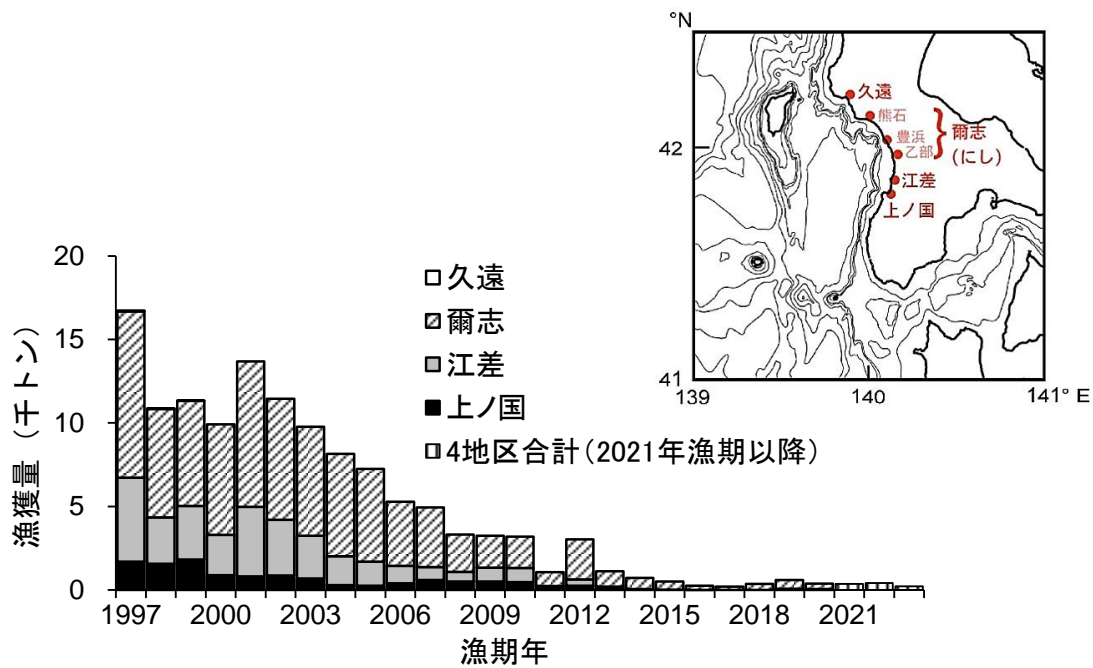 °N
久遠
熊石
豊浜
乙部
爾志
(にし)
江差
上ノ国
42
41
139
140
141° E
20
15
10
5
0
漁獲量（千トン）
久遠
爾志
江差
上ノ国
4地区合計（2021年漁期以降）
1997
2000
2003
2006
2009
2012
2015
2018
2021
漁期年